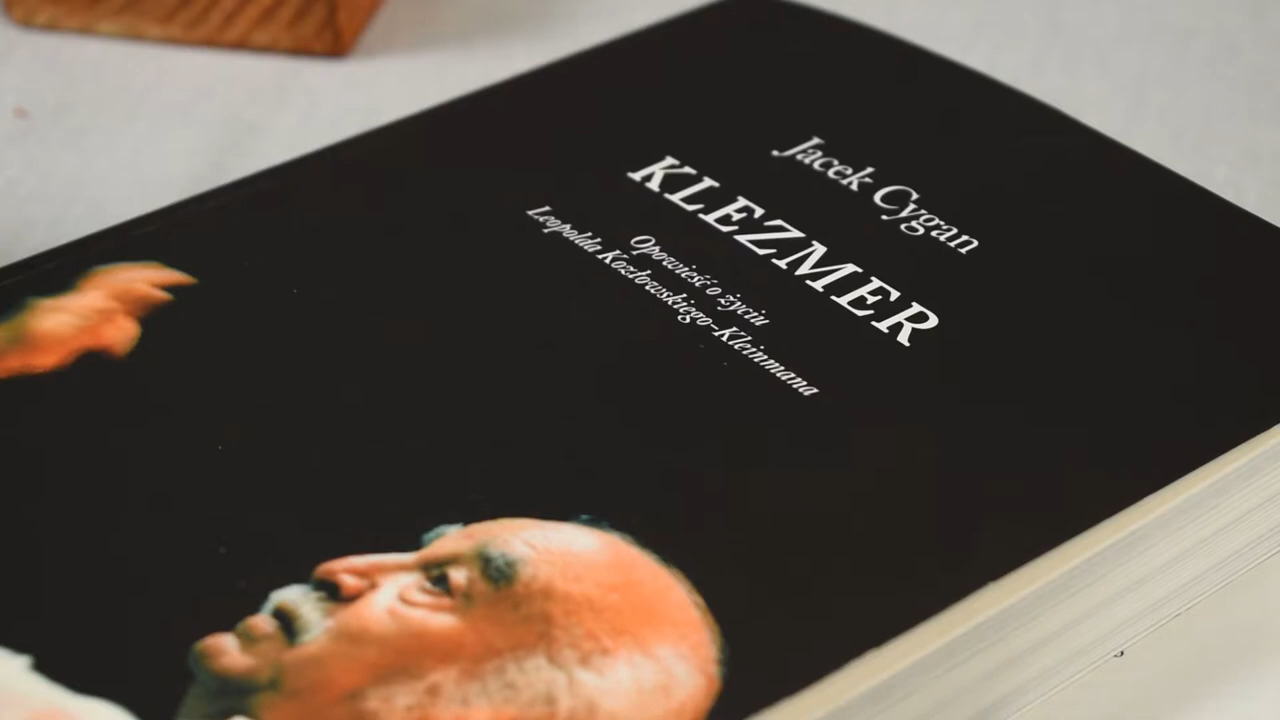 Jacek Cygan
KLEZMER
Opowieść o życiu
Leopolda Kozłowskiego-Kleinmana